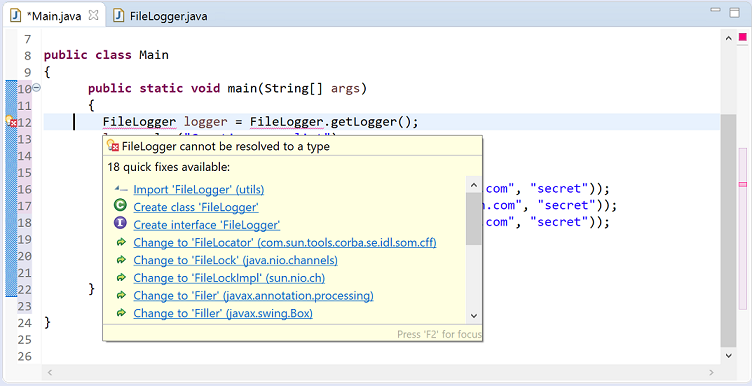 *Main.java FileLogger.java
7
8 public class Main
9 {
10 public static void main(String[] args)
11 {
12 FileLogger logger = FileLogger.getLogger();
13
FileLogger cannot be resolved to a type
14
18 quick fixes available:
15
16 Import 'FileLogger' (utils) .com", "secret"));
17 Create class 'FileLogger' .com", "secret"));
18 Create interface 'FileLogger' .com", "secret"));
19 Change to 'FileLocator' (com.sun.tools.corba.se.idl.som.cff)
20 Change to 'FileLock' (java.nio.channels)
21 Change to 'FileLockImpl' (sun.nio.ch)
22 } Change to 'Filer' (javax.annotation.processing)
23 Change to 'Filler' (javax.swing.Box)
24 }
Press 'F2' for focus
25
26